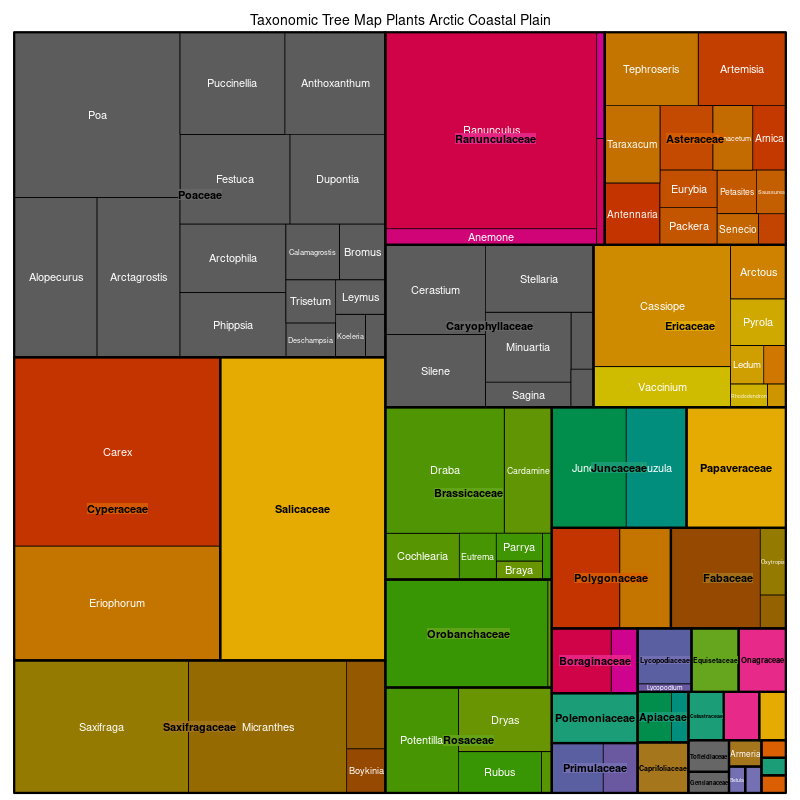 Taxonomic Tree Map Plants Arctic Coastal Plain
Poa
Puccinellia
Anthoxanthum
Festuca
Dupontia
Poaceae
Alopecurus
Arctagrostis
Arctophila
Calamagrostis
Bromus
Phippsia
Trisetum
Leymus
Deschampsia
Koeleria
Ranunculus
Ranunculaceae
Anemone
Tephroseris
Artemisia
Taraxacum
Asteraceae
Arnica
Antennaria
Eurybia
Petasites
Saussurea
Packera
Senecio
Cerastium
Stellaria
Caryophyllaceae
Silene
Minuartia
Sagina
Cassiope
Arctous
Ericaceae
Pyrola
Vaccinium
Ledum
Rhododendron
Carex
Cyperaceae
Eriophorum
Salicaceae
Draba
Cardamine
Brassicaceae
Cochlearia
Eutrema
Parrya
Braya
Juncaceae
Papaveraceae
Polygonaceae
Fabaceae
Oxytropis
Orobanchaceae
Boraginaceae
Lycopodiaceae
Lycopodium
Equisetaceae
Onagraceae
Saxifraga
Saxifragaceae
Micranthes
Boykinia
Potentilla
Dryas
Rosaceae
Rubus
Polemoniaceae
Apiaceae
Celastraceae
Primulaceae
Caprifoliaceae
Tofieldiaceae
Gentianaceae
Armeria
Betula